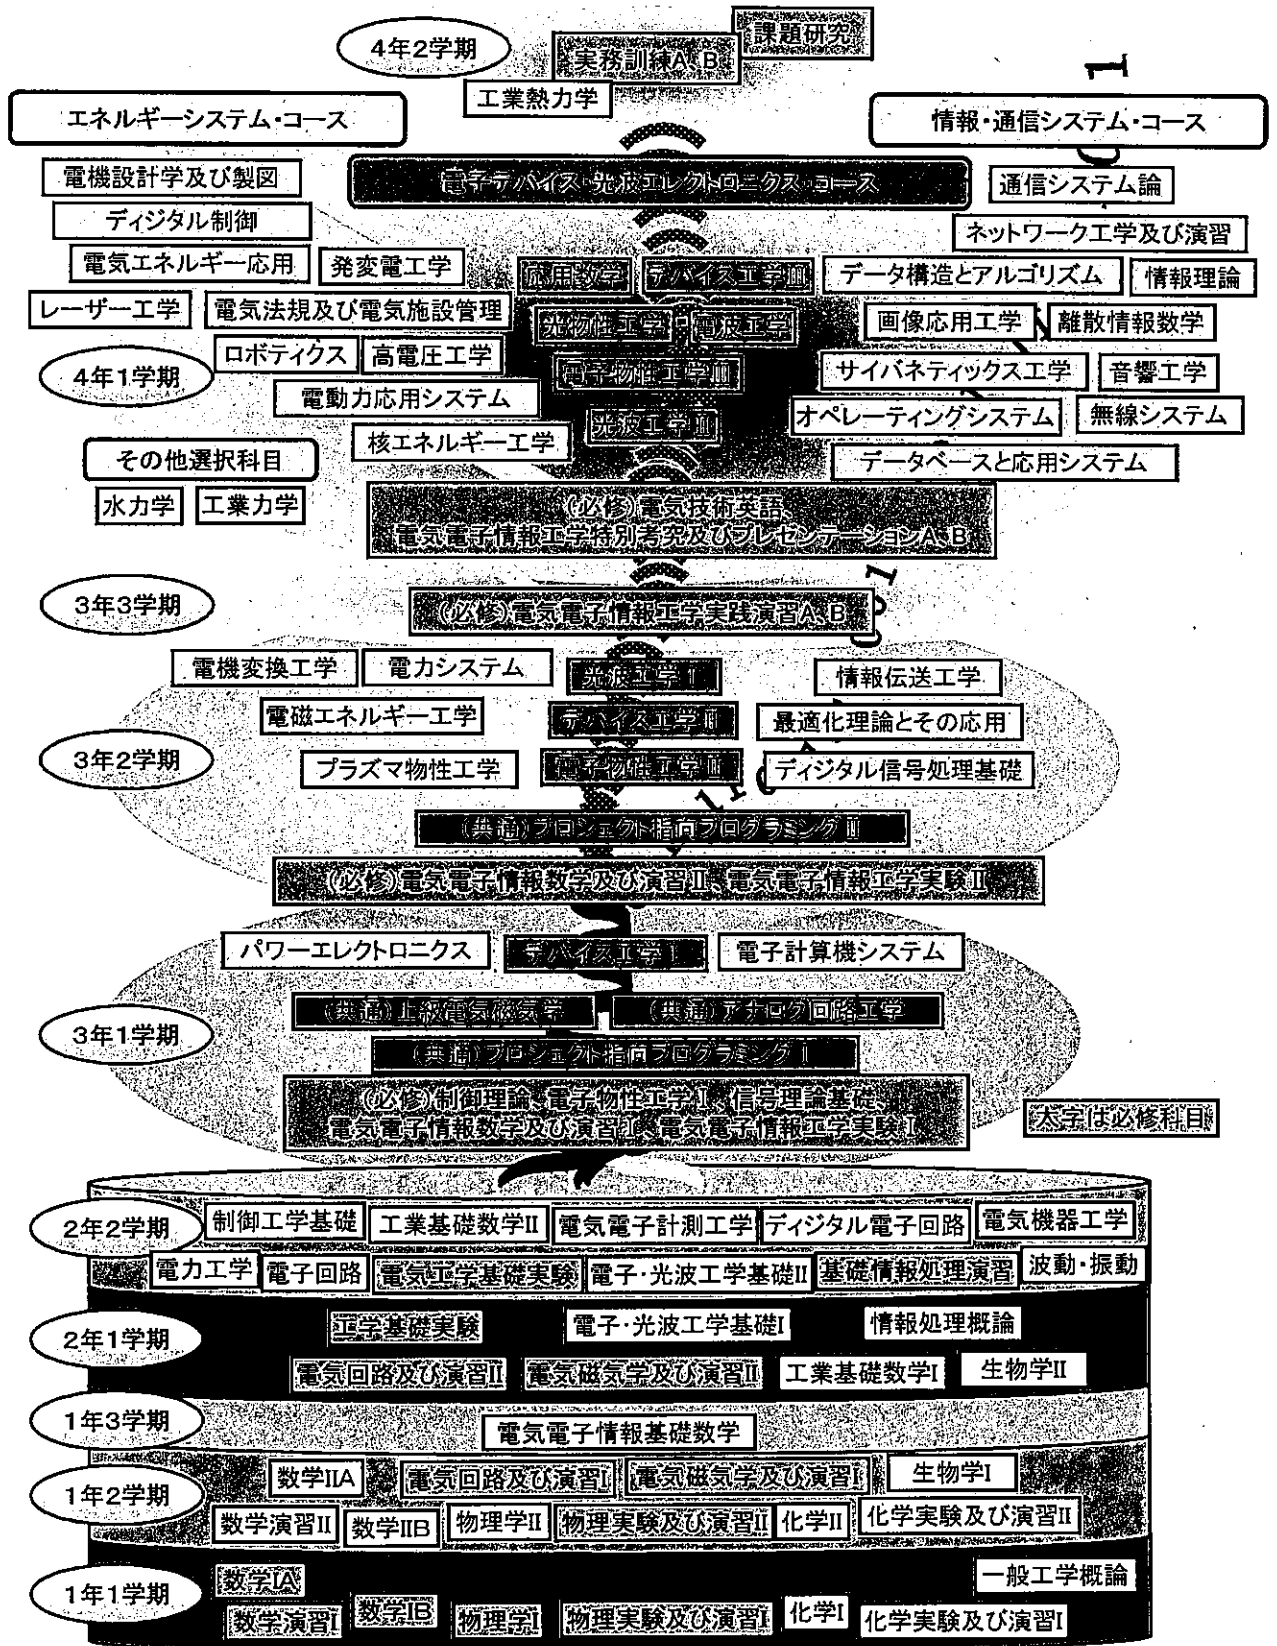 課題研究
4年2学期
実務訓練A、B
工業熱力学
エネルギーシステム・コース
情報・通信システム・コース
電機設計学及び製図
電子デバイス・光波エレクトロニクス・コース
通信システム論
ディジタル制御
ネットワーク工学及び演習
電気エネルギー応用
発変電工学
応用数学
デバイス工学III
データ構造とアルゴリズム
情報理論
レーザー工学
電気法規及び電気施設管理
光物性工学
電波工学
画像応用工学
離散情報数学
ロボティクス
高電圧工学
4年1学期
電子物性工学III
サイバネティックス工学
音響工学
電動力応用システム
光波工学II
オペレーティングシステム
無線システム
核エネルギー工学
その他選択科目
データベースと応用システム
水力学
工業力学
(必修)電気技術英語
電気電子情報工学特別考究及びプレゼンテーションA、B
3年3学期
(必修)電気電子情報工学実践演習A、B
電機変換工学
電力システム
光波工学I
情報伝送工学
電磁エネルギー工学
デバイス工学II
最適化理論とその応用
3年2学期
プラズマ物性工学
電子物性工学II
ディジタル信号処理基礎
(共通)プロジェクト指向プログラミングII
(必修)電気電子情報数学及び演習II、電気電子情報工学実験II
パワーエレクトロニクス
デバイス工学I
電子計算機システム
3年1学期
(共通)上級電気磁気学
(共通)アナログ回路工学
(共通)プロジェクト指向プログラミングI
(必修)制御理論、電子物性工学I、信号理論基礎
電気電子情報数学及び演習I、電気電子情報工学実験I
太字は必修科目
2年2学期
制御工学基礎
工業基礎数学II
電気電子計測工学
ディジタル電子回路
電気機器工学
電力工学
電子回路
電気工学基礎実験
電子・光波工学基礎II
基礎情報処理演習
波動・振動
2年1学期
工学基礎実験
電子・光波工学基礎I
情報処理概論
電気回路及び演習II
電気磁気学及び演習II
工業基礎数学I
生物学II
1年3学期
電気電子情報基礎数学
1年2学期
数学IIA
電気回路及び演習I
電気磁気学及び演習I
生物学I
数学演習II
数学IIB
物理学II
物理実験及び演習II
化学II
化学実験及び演習II
1年1学期
数学IA
一般工学概論
数学演習I
数学IB
物理学I
物理実験及び演習I
化学I
化学実験及び演習I